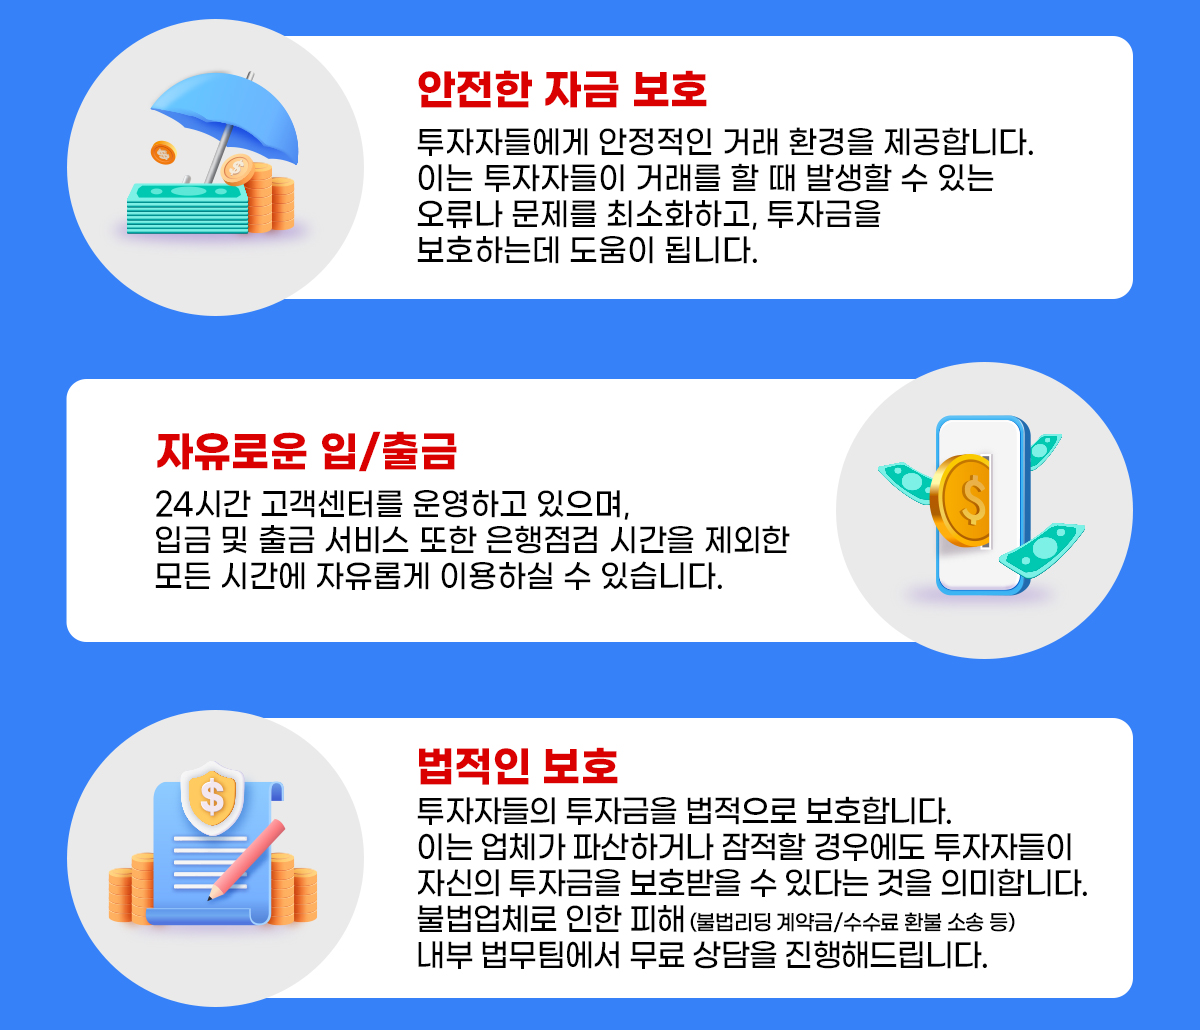 안전한 자금 보호
투자자들에게 안정적인 거래 환경을 제공합니다.
이는 투자자들이 거래를 할 때 발생할 수 있는
오류나 문제를 최소화하고, 투자금을
보호하는데 도움이 됩니다.
자유로운 입/출금
24시간 고객센터를 운영하고 있으며,
입금 및 출금 서비스 또한 은행점검 시간을 제외한
모든 시간에 자유롭게 이용하실 수 있습니다.
법적인 보호
투자자들의 투자금을 법적으로 보호합니다.
이는 업체가 파산하거나 잠적할 경우에도 투자자들이
자신의 투자금을 보호받을 수 있다는 것을 의미합니다.
불법업체로 인한 피해 (불법리딩 계약금/수수료 환불 소송 등)
내부 법무팀에서 무료 상담을 진행해드립니다.